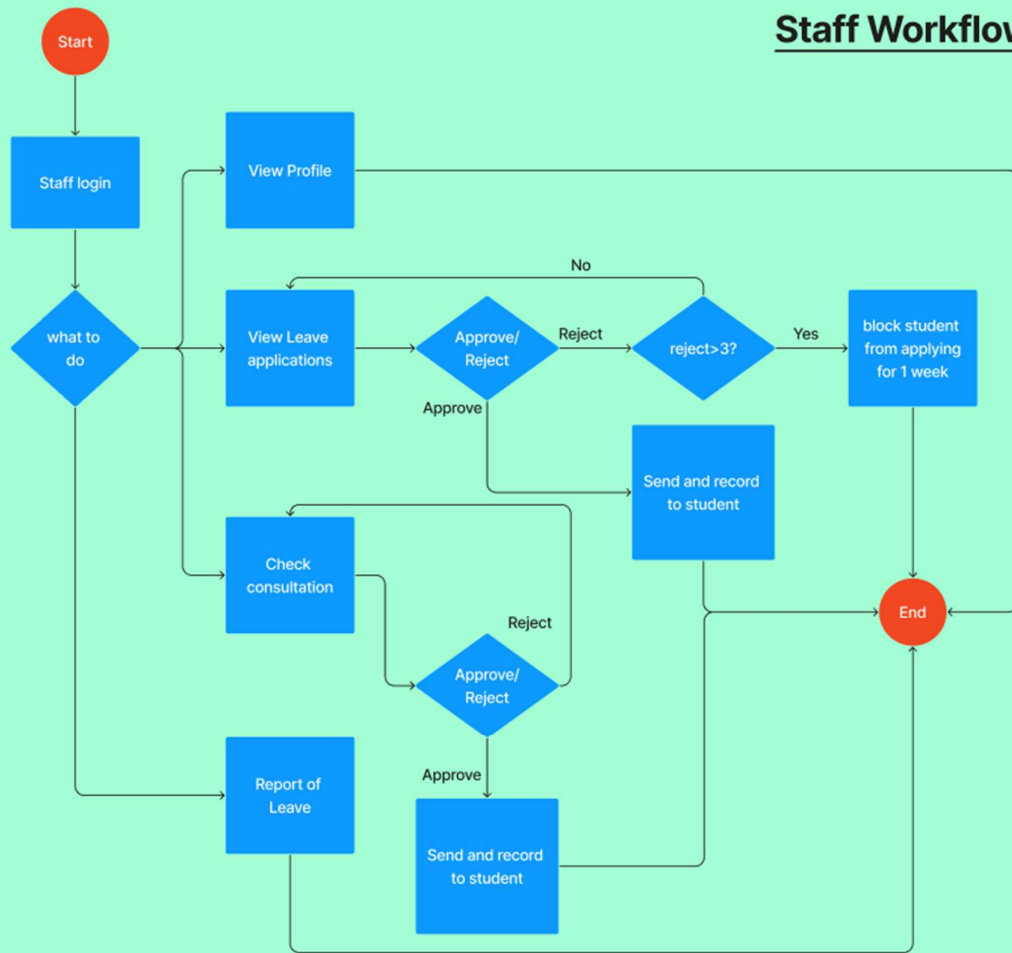 Staff Workflow
Start
Staff login
what to
do
View Profile
No
View Leave
applications
Approve/
Reject
Reject
reject>3?
Yes
block student
from applying
for 1 week
Approve
Send and record
to student
Check
consultation
Reject
Approve/
Reject
End
Approve
Report of
Leave
Send and record
to student